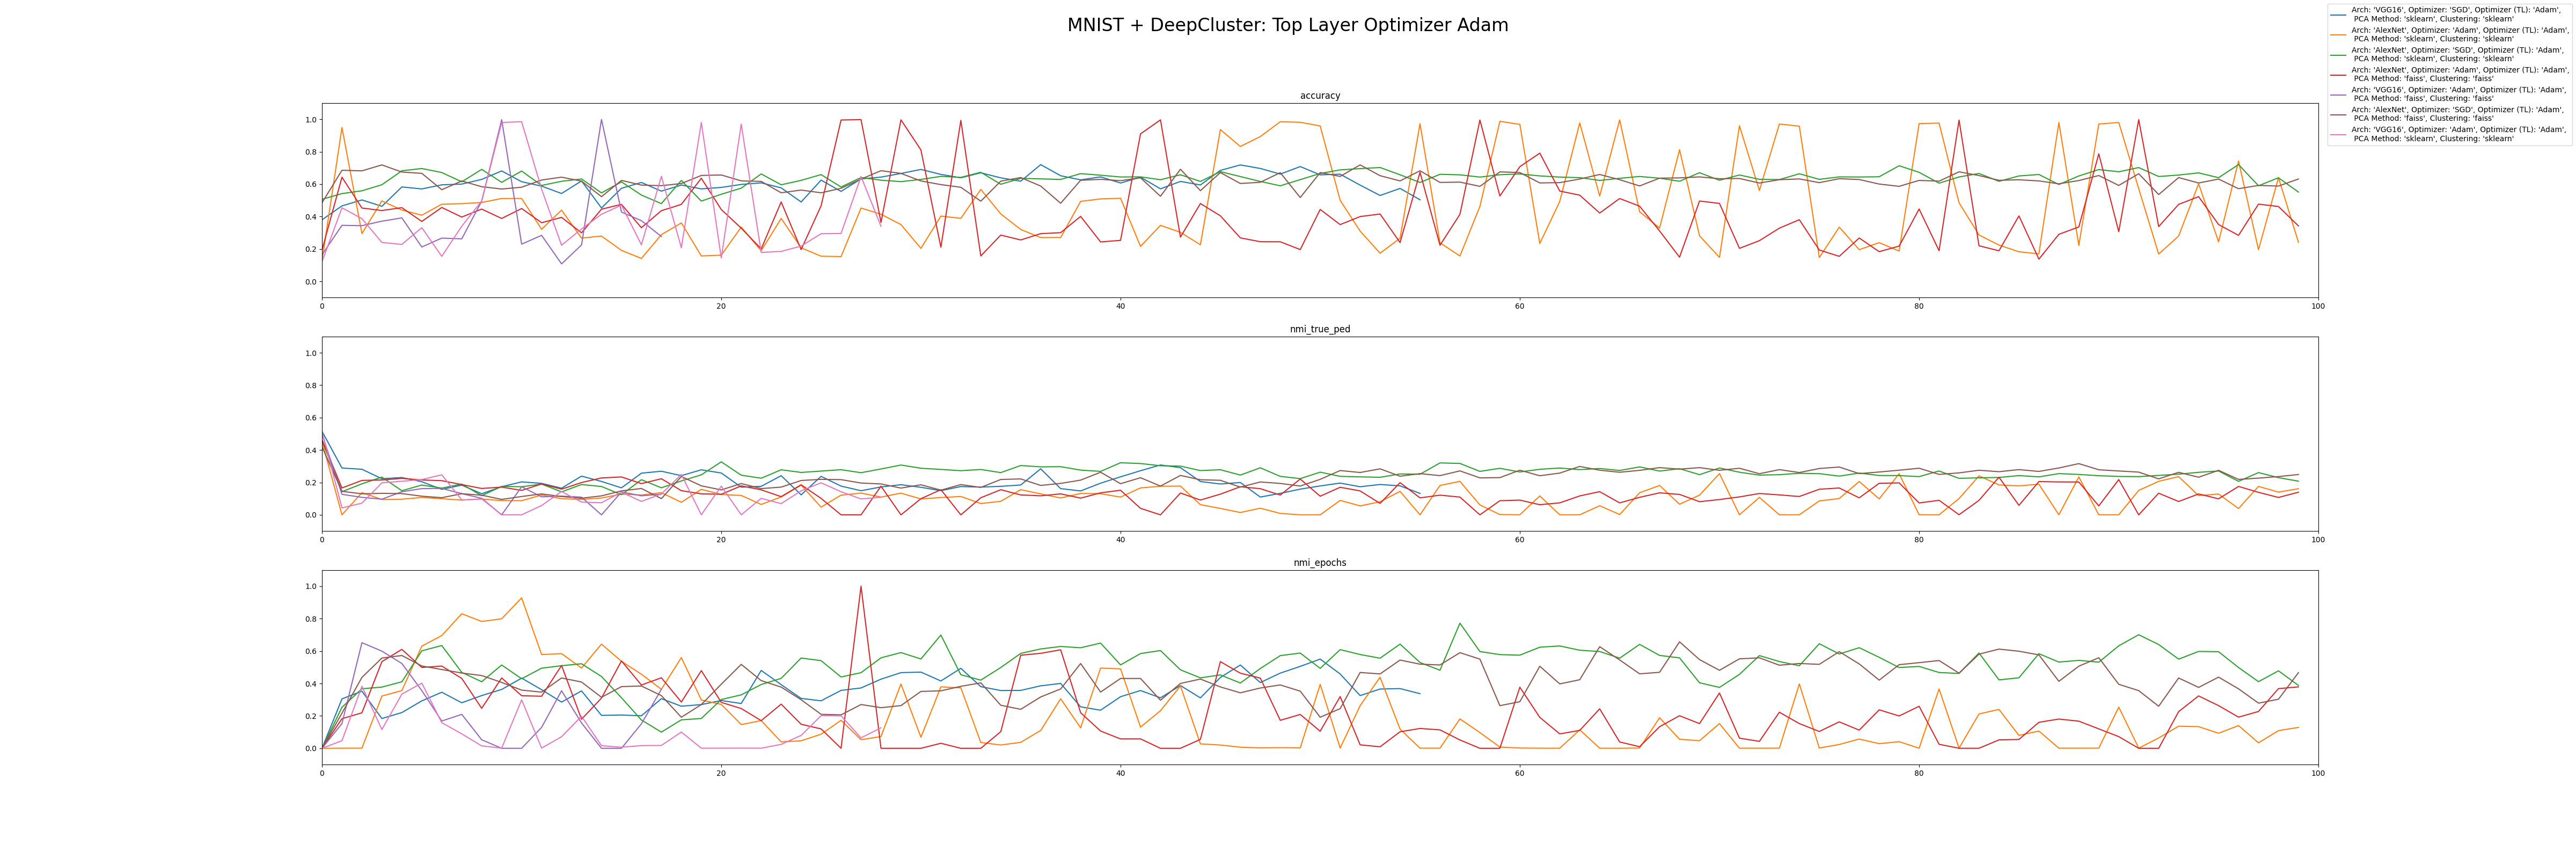 MNIST + DeepCluster: Top Layer Optimizer Adam
Arch: 'VGG16', Optimizer: 'SGD', Optimizer (TL): 'Adam',
PCA Method: 'sklearn', Clustering: 'sklearn'
Arch: 'AlexNet', Optimizer: 'Adam', Optimizer (TL): 'Adam',
PCA Method: 'sklearn', Clustering: 'sklearn'
Arch: 'AlexNet', Optimizer: 'SGD', Optimizer (TL): 'Adam',
PCA Method: 'sklearn', Clustering: 'sklearn'
Arch: 'AlexNet', Optimizer: 'Adam', Optimizer (TL): 'Adam',
PCA Method: 'faiss', Clustering: 'faiss'
Arch: 'VGG16', Optimizer: 'Adam', Optimizer (TL): 'Adam',
PCA Method: 'faiss', Clustering: 'faiss'
Arch: 'AlexNet', Optimizer: 'SGD', Optimizer (TL): 'Adam',
PCA Method: 'faiss', Clustering: 'faiss'
Arch: 'VGG16', Optimizer: 'Adam', Optimizer (TL): 'Adam',
PCA Method: 'sklearn', Clustering: 'sklearn'
accuracy
1.0
0.8
0.6
0.4
0.2
0.0
0 20 40 60 80 100
nmi_true_ped
1.0
0.8
0.6
0.4
0.2
0.0
0 20 40 60 80 100
nmi_epochs
1.0
0.8
0.6
0.4
0.2
0.0
0 20 40 60 80 100